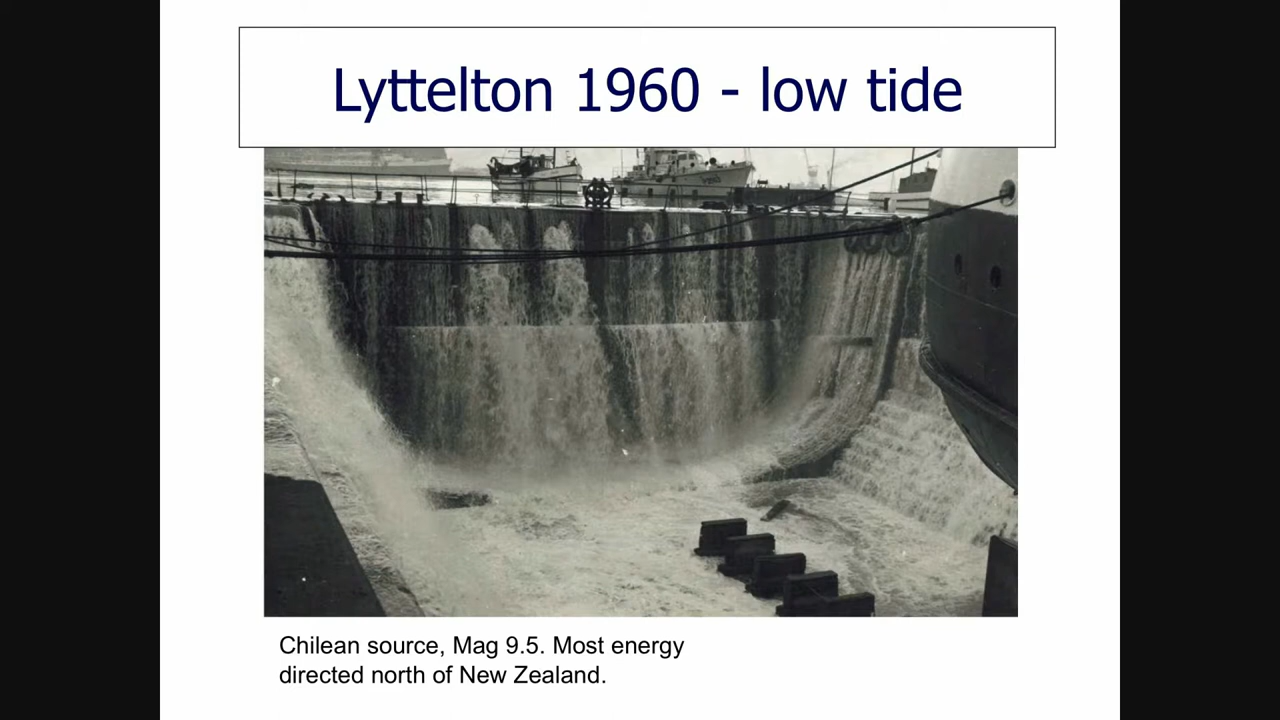 Lyttelton 1960 - low tide
Chilean source, Mag 9.5. Most energy
directed north of New Zealand.